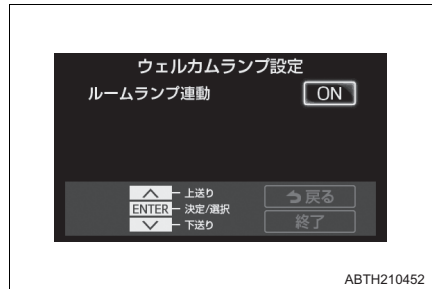 ウェルカムランプ設定
ルームランプ連動 ON
上送り
ENTER 決定/選択
下送り
戻る
終了
ABTH210452